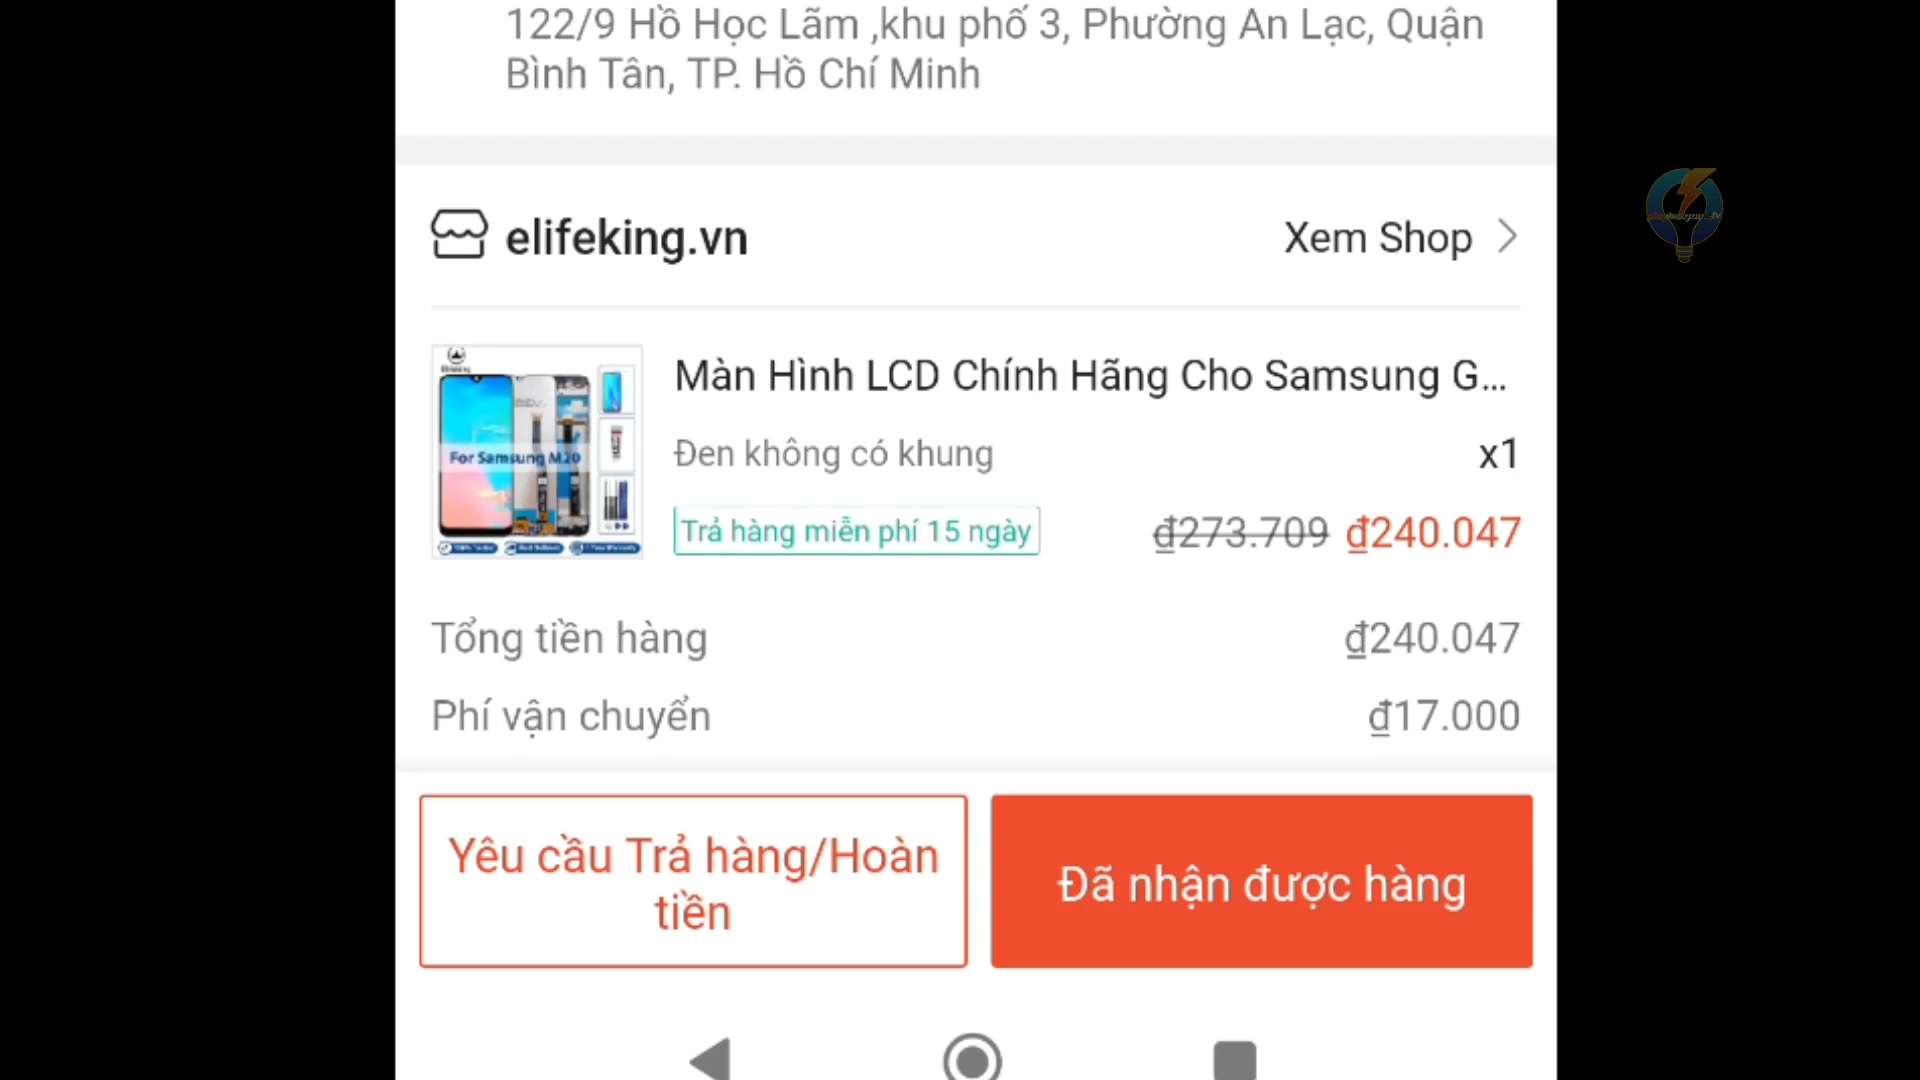 122/9 Hồ Học Lãm ,khu phố 3, Phường An Lạc, Quận
Bình Tân, TP. Hồ Chí Minh
elifeking.vn
Xem Shop
Màn Hình LCD Chính Hãng Cho Samsung G...
Đen không có khung
x1
For Samsung M20
Trả hàng miễn phí 15 ngày
₫273.709 ₫240.047
Tổng tiền hàng
₫240.047
Phí vận chuyển
₫17.000
Yêu cầu Trả hàng/Hoàn
tiền
Đã nhận được hàng